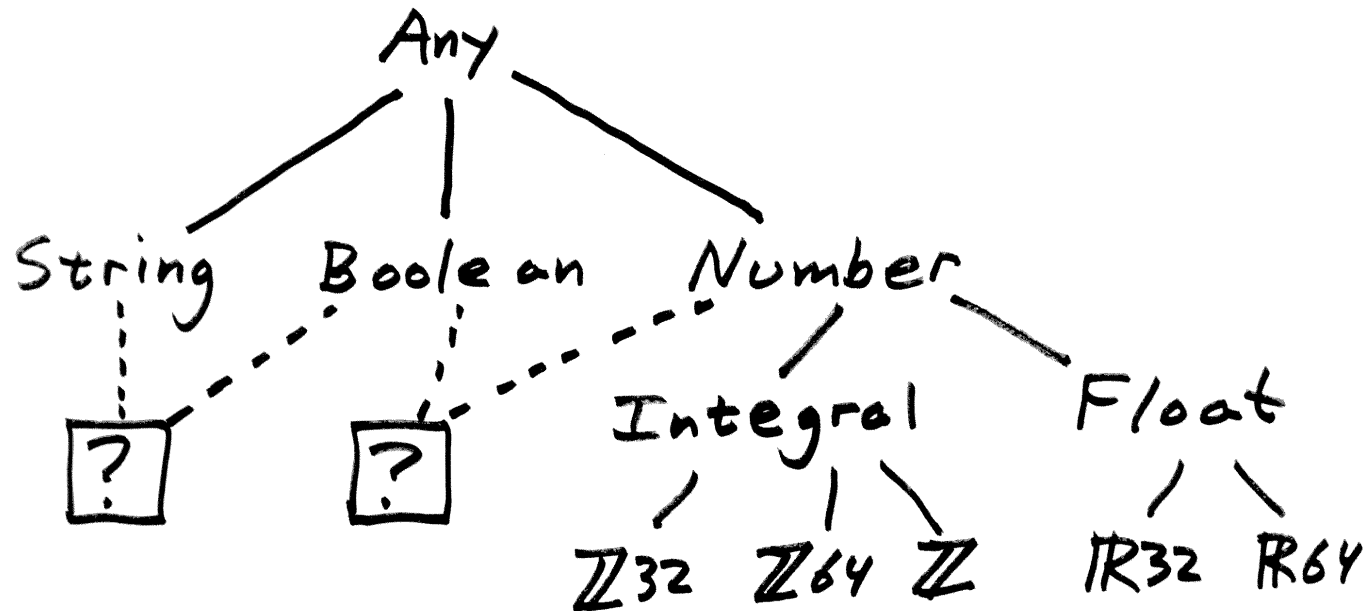 Any
String Boolean Number
Integral Float
? ?
ℤ32 ℤ64 ℤ ℝ32 ℝ64